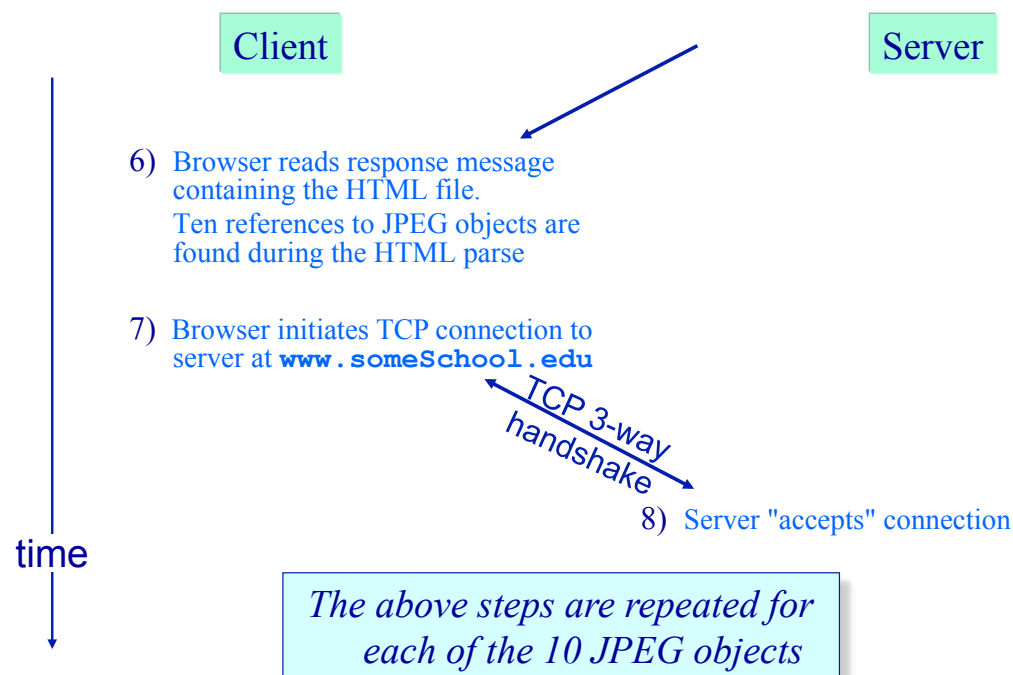 Client
Server
6) Browser reads response message
containing the HTML file.
Ten references to JPEG objects are
found during the HTML parse
7) Browser initiates TCP connection to
server at www.someSchool.edu
TCP 3-way
handshake
8) Server "accepts" connection
time
The above steps are repeated for
each of the 10 JPEG objects